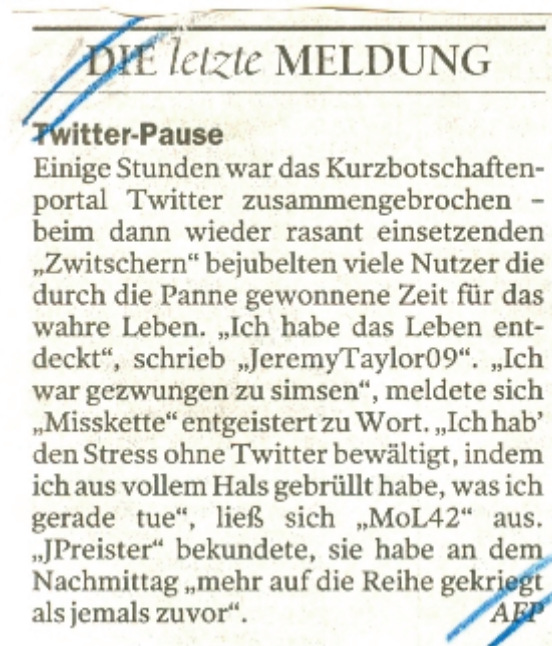 DIE letzte MELDUNG
Twitter-Pause
Einige Stunden war das Kurzbotschaften-
portal Twitter zusammengebrochen –
beim dann wieder rasant einsetzenden
„Zwitschern“ bejubelten viele Nutzer die
durch die Panne gewonnene Zeit für das
wahre Leben. „Ich habe das Leben ent-
deckt“, schrieb „JeremyTaylor09“. „Ich
war gezwungen zu simsen“, meldete sich
„Misskette“ entgeistert zu Wort. „Ich hab’
den Stress ohne Twitter bewältigt, indem
ich aus vollem Hals gebrüllt habe, was ich
gerade tue“, ließ sich „MoL42“ aus.
„JPreister“ bekundete, sie habe an dem
Nachmittag „mehr auf die Reihe gekriegt
als jemals zuvor“. AFP